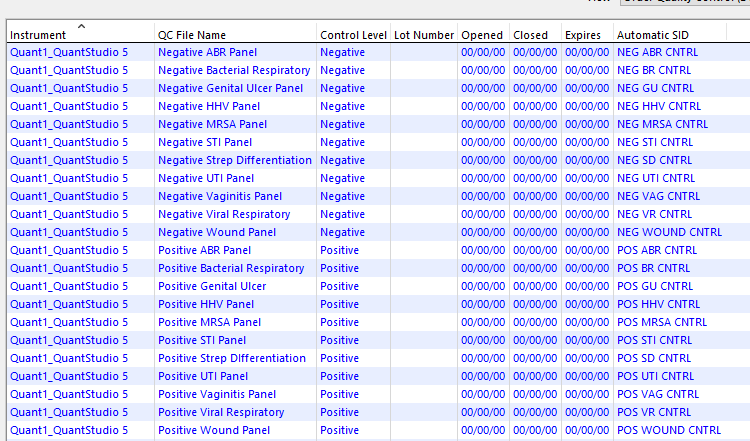 Instrument QC File Name Control Level Lot Number Opened Closed Expires Automatic SID
Quant1_QuantStudio 5 Negative ABR Panel Negative 00/00/00 00/00/00 00/00/00 NEG ABR CNTRL
Quant1_QuantStudio 5 Negative Bacterial Respiratory Negative 00/00/00 00/00/00 00/00/00 NEG BR CNTRL
Quant1_QuantStudio 5 Negative Genital Ulcer Panel Negative 00/00/00 00/00/00 00/00/00 NEG GU CNTRL
Quant1_QuantStudio 5 Negative HHV Panel Negative 00/00/00 00/00/00 00/00/00 NEG HHV CNTRL
Quant1_QuantStudio 5 Negative MRSA Panel Negative 00/00/00 00/00/00 00/00/00 NEG MRSA CNTRL
Quant1_QuantStudio 5 Negative STI Panel Negative 00/00/00 00/00/00 00/00/00 NEG STI CNTRL
Quant1_QuantStudio 5 Negative Strep Differentiation Negative 00/00/00 00/00/00 00/00/00 NEG SD CNTRL
Quant1_QuantStudio 5 Negative UTI Panel Negative 00/00/00 00/00/00 00/00/00 NEG UTI CNTRL
Quant1_QuantStudio 5 Negative Vaginitis Panel Negative 00/00/00 00/00/00 00/00/00 NEG VAG CNTRL
Quant1_QuantStudio 5 Negative Viral Respiratory Negative 00/00/00 00/00/00 00/00/00 NEG VR CNTRL
Quant1_QuantStudio 5 Negative Wound Panel Negative 00/00/00 00/00/00 00/00/00 NEG WOUND CNTRL
Quant1_QuantStudio 5 Positive ABR Panel Positive 00/00/00 00/00/00 00/00/00 POS ABR CNTRL
Quant1_QuantStudio 5 Positive Bacterial Respiratory Positive 00/00/00 00/00/00 00/00/00 POS BR CNTRL
Quant1_QuantStudio 5 Positive Genital Ulcer Positive 00/00/00 00/00/00 00/00/00 POS GU CNTRL
Quant1_QuantStudio 5 Positive HHV Panel Positive 00/00/00 00/00/00 00/00/00 POS HHV CNTRL
Quant1_QuantStudio 5 Positive MRSA Panel Positive 00/00/00 00/00/00 00/00/00 POS MRSA CNTRL
Quant1_QuantStudio 5 Positive STI Panel Positive 00/00/00 00/00/00 00/00/00 POS STI CNTRL
Quant1_QuantStudio 5 Positive Strep DIfferentiation Positive 00/00/00 00/00/00 00/00/00 POS SD CNTRL
Quant1_QuantStudio 5 Positive UTI Panel Positive 00/00/00 00/00/00 00/00/00 POS UTI CNTRL
Quant1_QuantStudio 5 Positive Vaginitis Panel Positive 00/00/00 00/00/00 00/00/00 POS VAG CNTRL
Quant1_QuantStudio 5 Positive Viral Respiratory Positive 00/00/00 00/00/00 00/00/00 POS VR CNTRL
Quant1_QuantStudio 5 Positive Wound Panel Positive 00/00/00 00/00/00 00/00/00 POS WOUND CNTRL